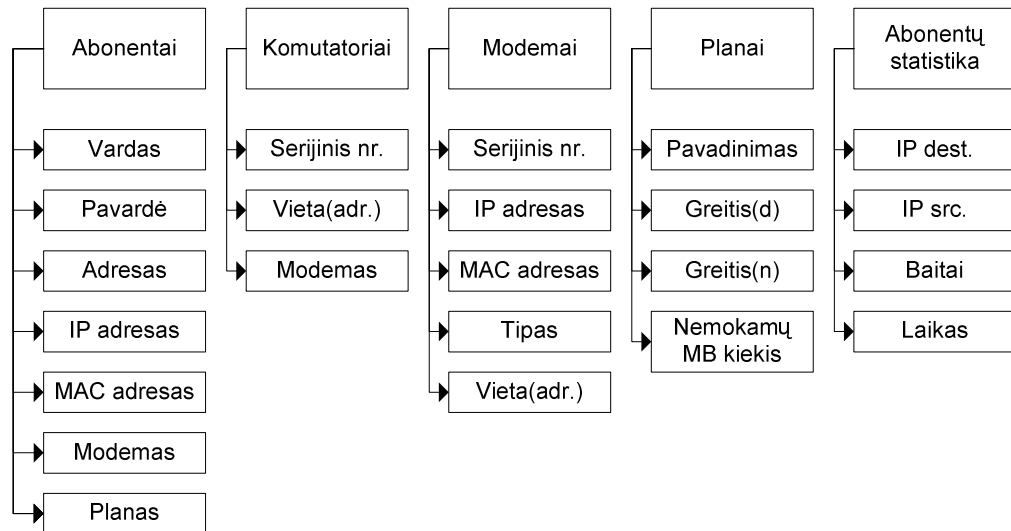 Abonentai
Vardas
Pavardė
Adresas
IP adresas
MAC adresas
Modemas
Planas
Komutatoriai
Serijinis nr.
Vieta(adr.)
Modemas
Modemai
Serijinis nr.
IP adresas
MAC adresas
Tipas
Vieta(adr.)
Planai
Pavadinimas
Greitis(d)
Greitis(n)
Nemokamų
MB kiekis
Abonentų
statistika
IP dest.
IP src.
Baitai
Laikas